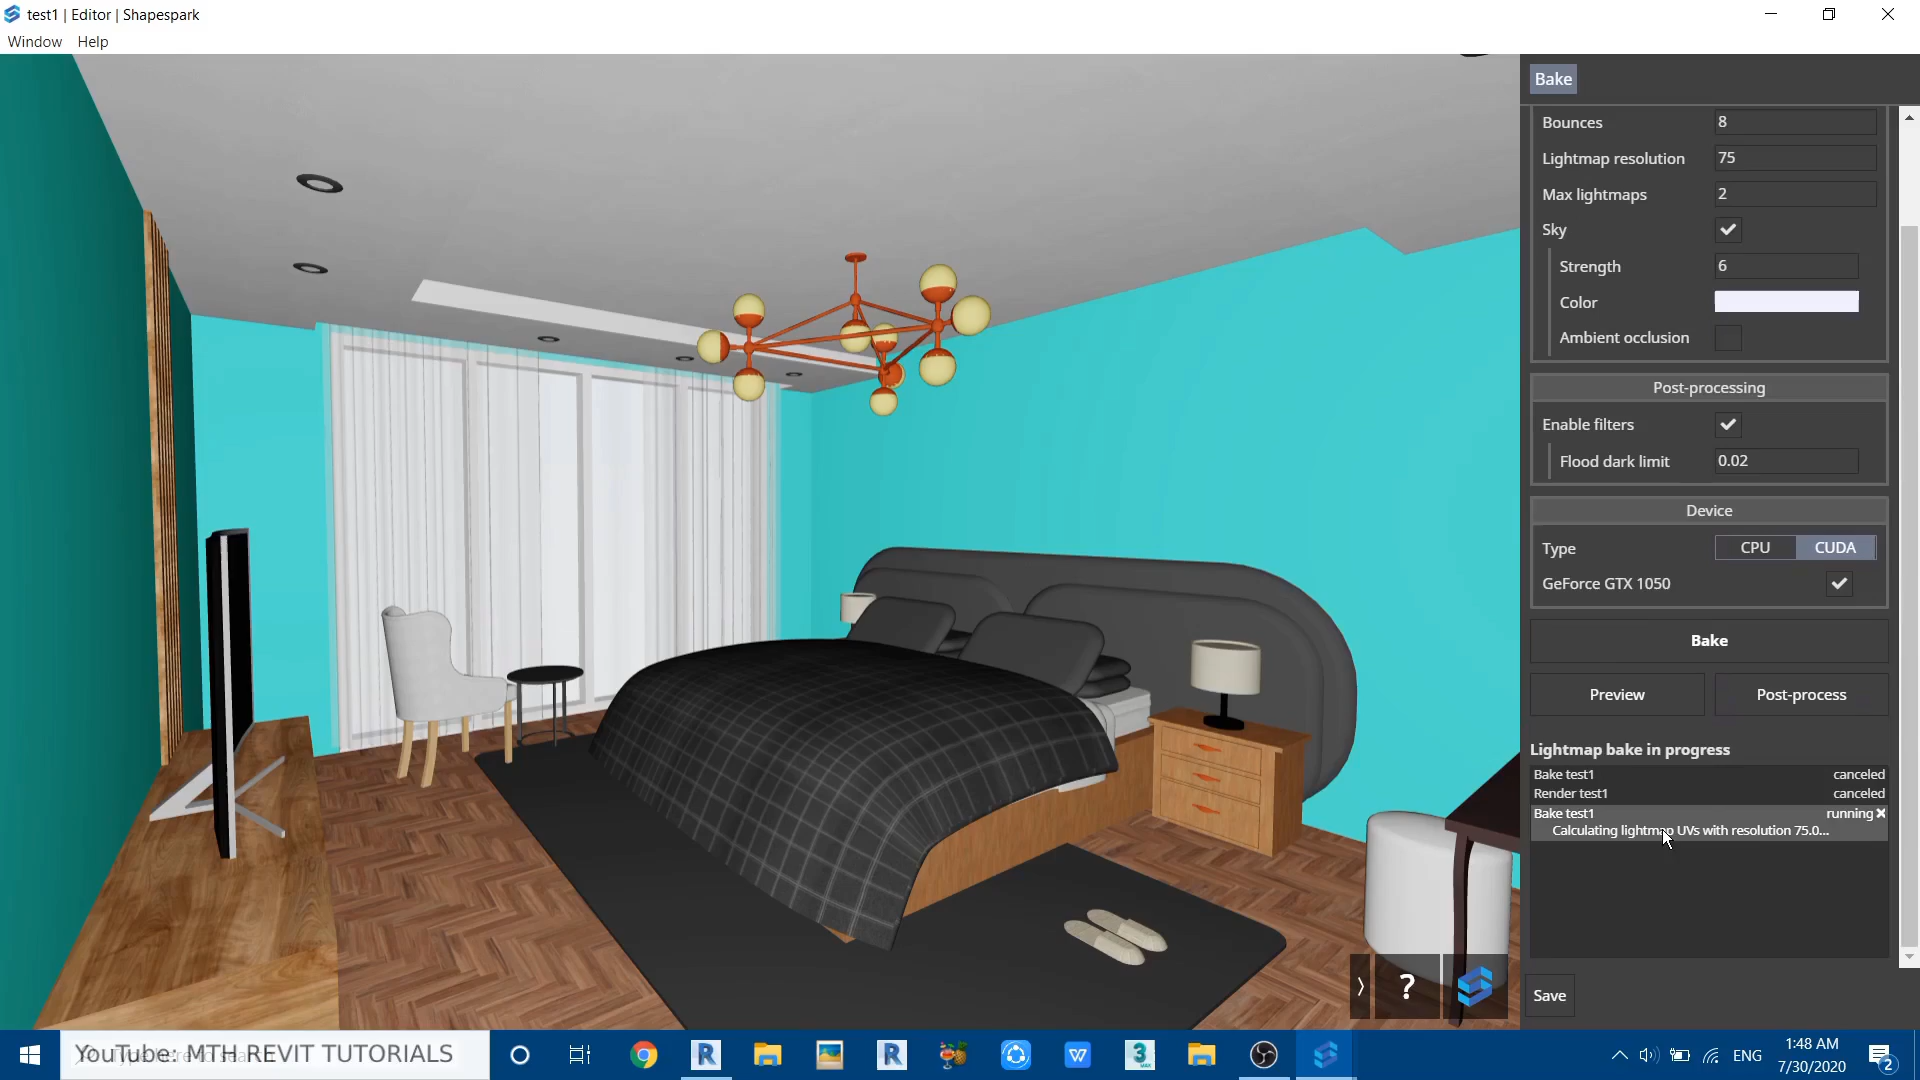 test1 | Editor | Shapespark
Window Help
Bake
Bounces 8
Lightmap resolution 75
Max lightmaps 2
Sky
Strength 6
Color
Ambient occlusion
Post-processing
Enable filters
Flood dark limit 0.02
Device
Type CPU CUDA
GeForce GTX 1050
Bake
Preview Post-process
Lightmap bake in progress
Bake test1 canceled
Render test1 canceled
Bake test1 running
Calculating lightmap UVs with resolution 75.0...
?
Save
YouTube: MTH REVIT TUTORIALS
ENG
1:48 AM
7/30/2020
2